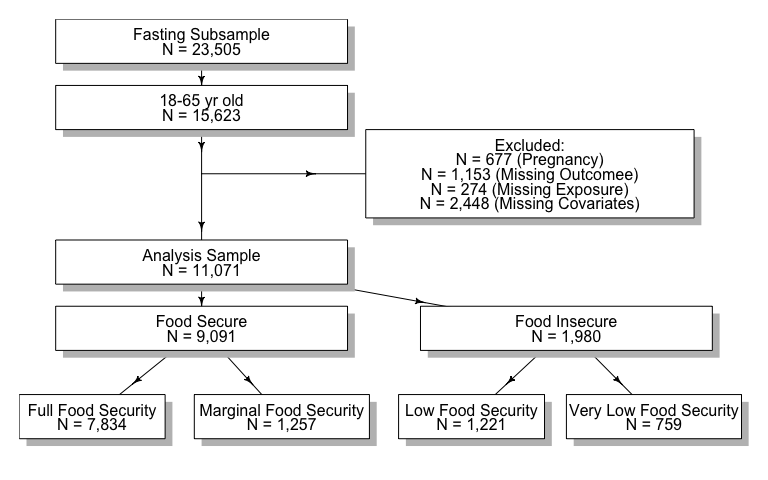 Fasting Subsample
N = 23,505
18-65 yr old
N = 15,623
Excluded:
N = 677 (Pregnancy)
N = 1,153 (Missing Outcomee)
N = 274 (Missing Exposure)
N = 2,448 (Missing Covariates)
Analysis Sample
N = 11,071
Food Secure
N = 9,091
Food Insecure
N = 1,980
Full Food Security
N = 7,834
Marginal Food Security
N = 1,257
Low Food Security
N = 1,221
Very Low Food Security
N = 759